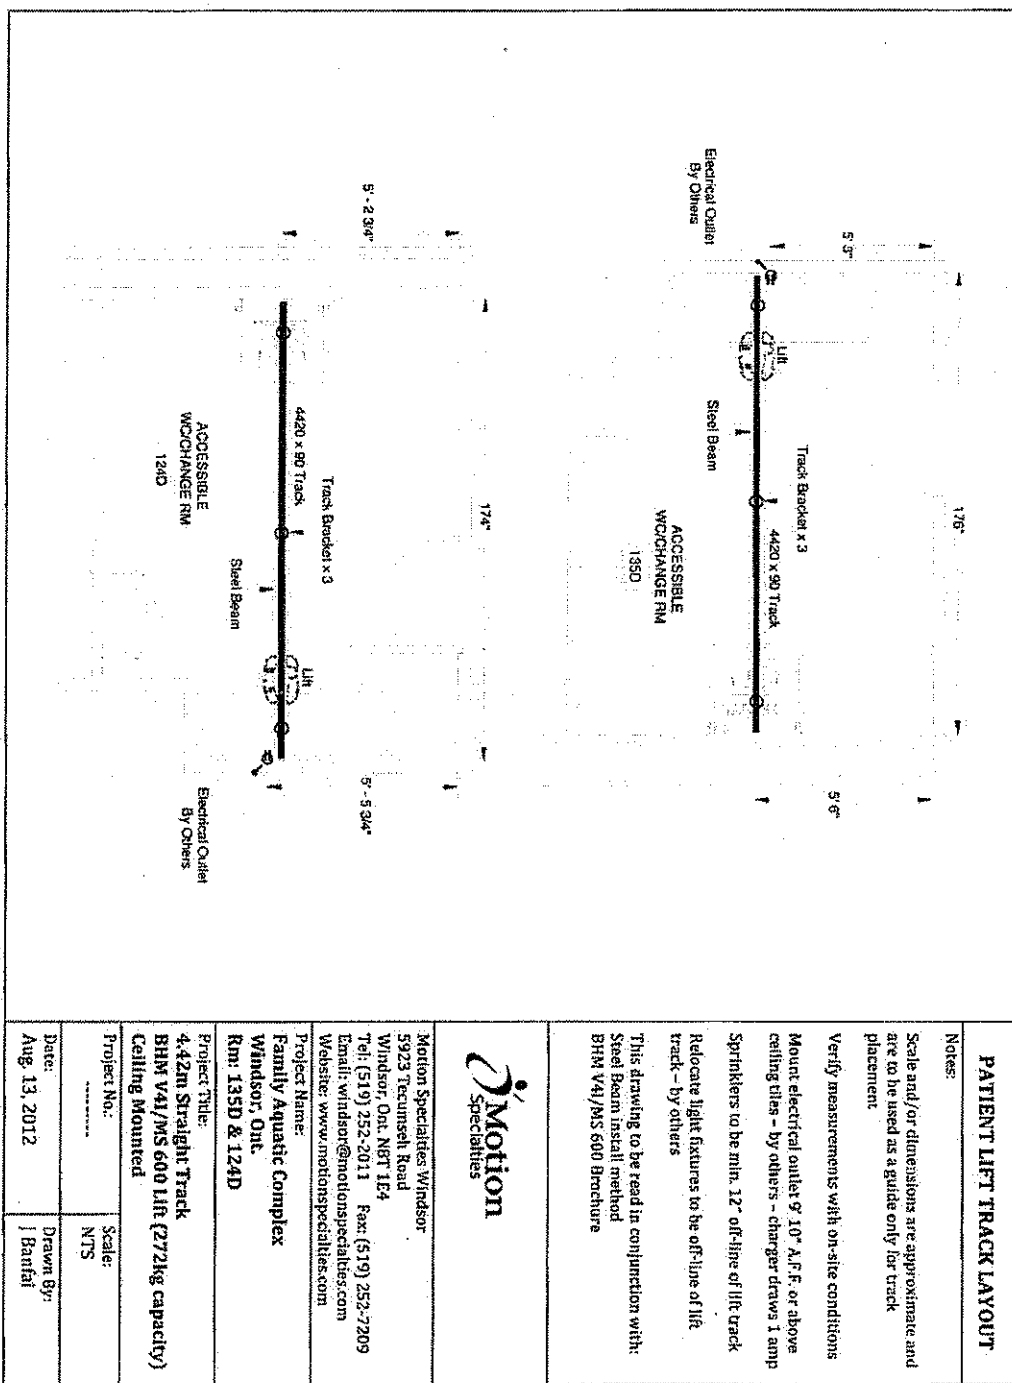 PATIENT LIFT TRACK LAYOUT
Notes:
Scale and/or dimensions are approximate and
are to be used as a guide only for track
placement
Verify measurements with on-site conditions
Mount electrical outlet 9' 10" A.F.F. or above
ceiling tiles - by others - charger draws 1 amp
Sprinklers to be min. 12" off-line of lift track
Relocate light fixtures to be off-line of lift
track - by others
This drawing to be read in conjunction with:
Steel Beam install method
BHM V41/MS 600 Brochure
Motion
Specialties
Motion Specialties Windsor
5923 Tecumseh Road
Windsor, Ont. N8T 1E4
Tel: (519) 252-2011 Fax: (519) 252-7209
Email: windsor@motionspecialties.com
Website: www.motionspecialties.com
Project Name:
Family Aquatic Complex
Windsor, Ont.
Rm: 135D & 124D
Project Title:
4.42m Straight Track
BHM V41/MS 600 Lift (272kg capacity)
Ceiling Mounted
Project No.:
---------
Scale:
NTS
Date:
Aug. 13, 2012
Drawn By:
J Banfai
176"
5' 3"
5' 6"
Electrical Outlet
By Others
Lift
Steel Beam
Track Bracket x 3
4420 x 90 Track
ACCESSIBLE
WC/CHANGE RM
135D
174"
5' - 2 3/4"
5' - 5 3/4"
Track Bracket x 3
4420 x 90 Track
ACCESSIBLE
WC/CHANGE RM
124D
Steel Beam
Lift
Electrical Outlet
By Others